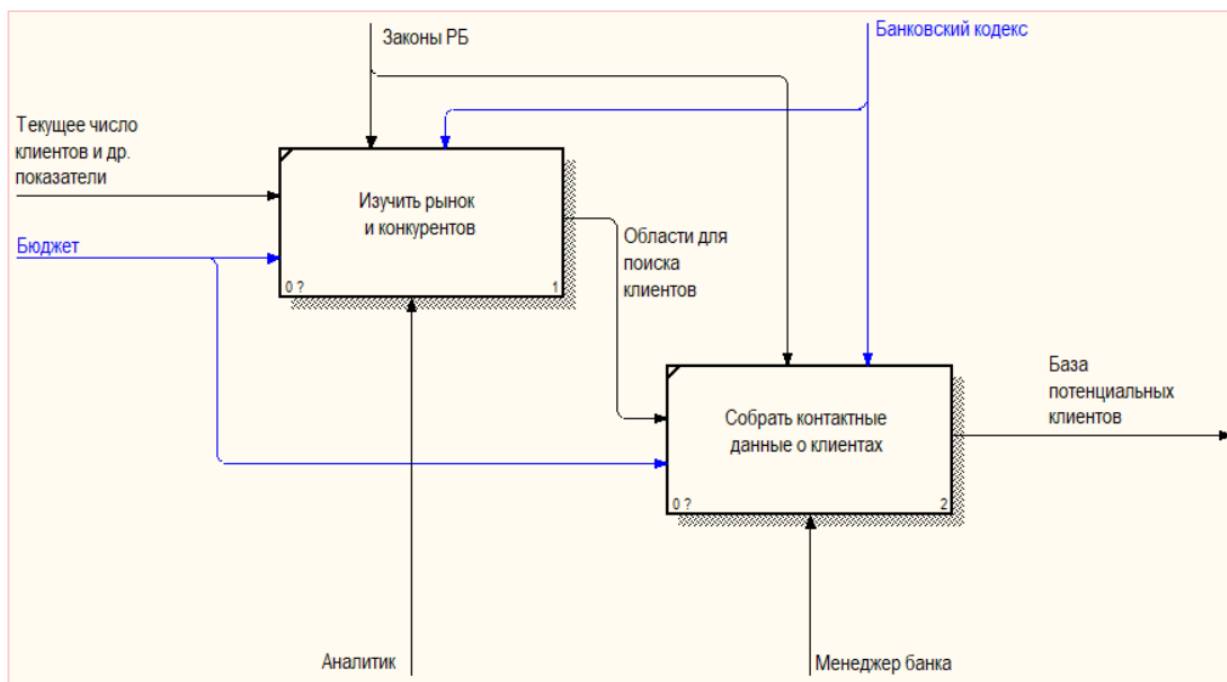 Законы РБ
Банковский кодекс
Текущее число
клиентов и др.
показатели
Изучить рынок
и конкурентов
Бюджет
Области для
поиска
клиентов
0 ?
1
База
потенциальных
клиентов
Собрать контактные
данные о клиентах
0 ?
2
Аналитик
Менеджер банка